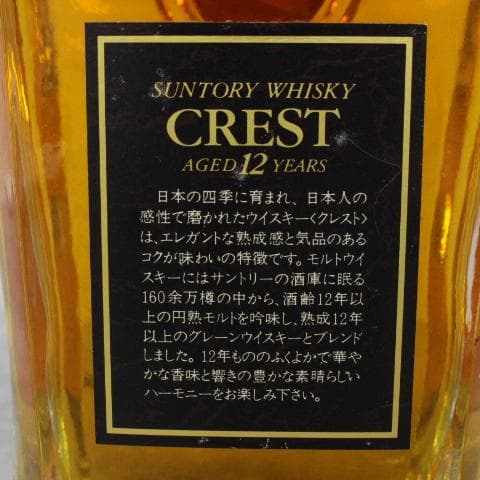 SUNTORY WHISKY
CREST
AGED 12 YEARS
日本の四季に育まれ、日本人の
感性で磨かれたウイスキー〈クレスト〉
は、エレガントな熟成感と気品のある
コクが味わいの特徴です。モルトウイ
スキーにはサントリーの酒庫に眠る
160余万樽の中から、酒齢12年以
上の円熟モルトを吟味し、熟成12年
以上のグレーンウイスキーとブレンド
しました。12年もののふくよかで華や
かな香味と響きの豊かな素晴らしい
ハーモニーをお楽しみ下さい。